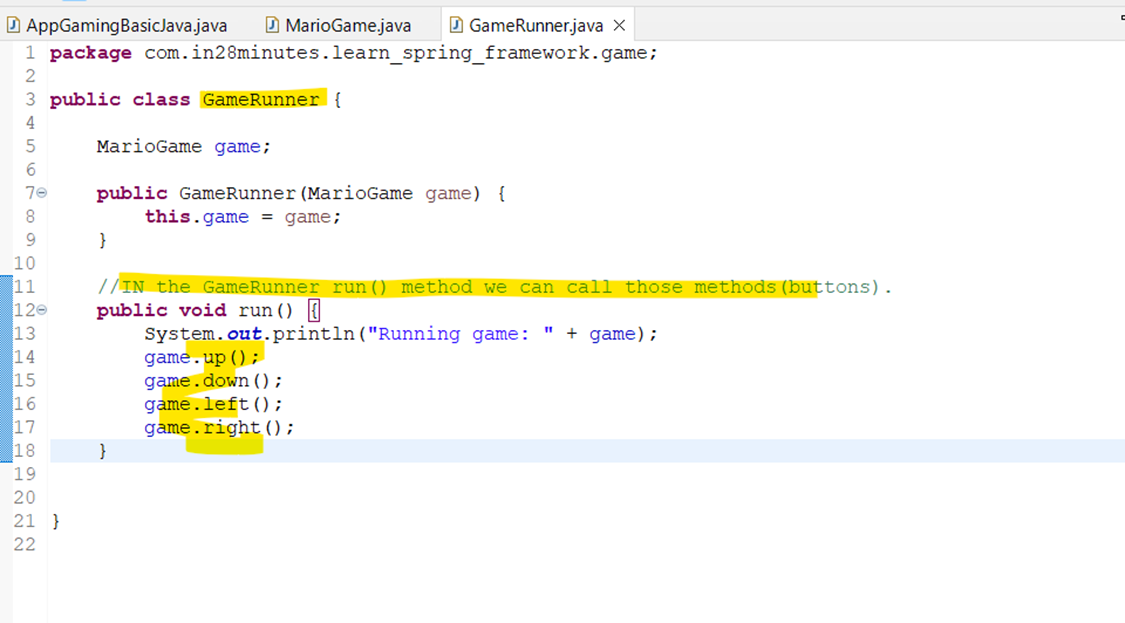 AppGamingBasicJava.java MarioGame.java GameRunner.java
1 package com.in28minutes.learn_spring_framework.game;
2
3 public class GameRunner {
4
5 MarioGame game;
6
7 public GameRunner(MarioGame game) {
8 this.game = game;
9 }
10
11 //IN the GameRunner run() method we can call those methods(buttons).
12 public void run() {
13 System.out.println("Running game: " + game);
14 game.up();
15 game.down();
16 game.left();
17 game.right();
18 }
19
20
21 }
22